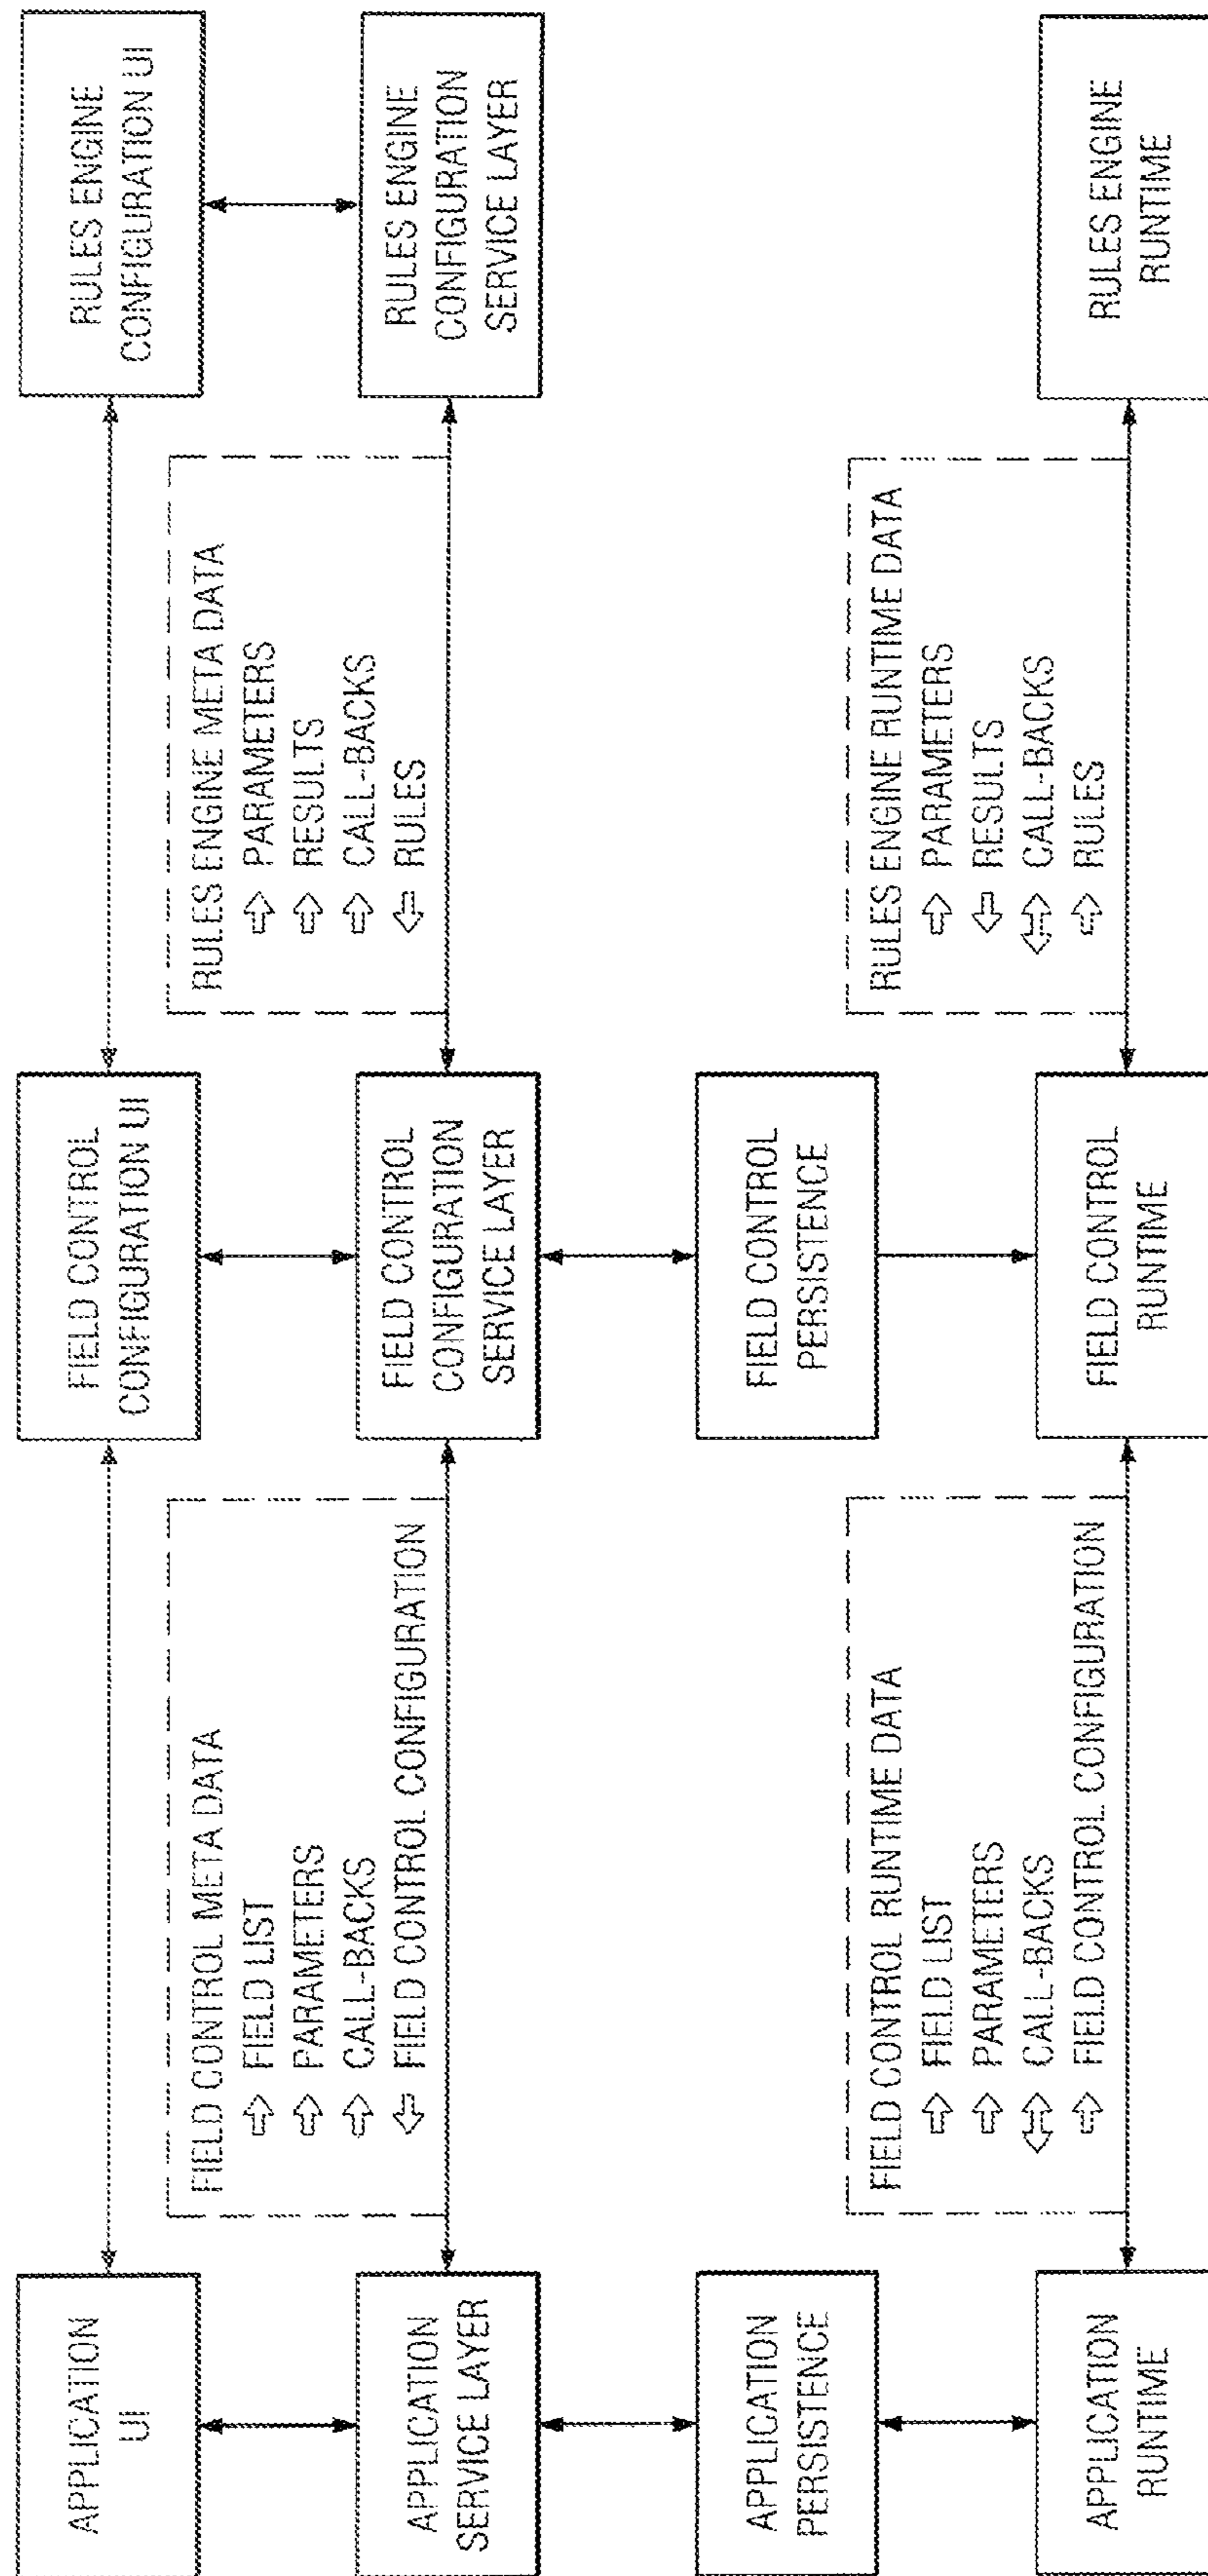 APPLICATION
UI
FIELD CONTROL
CONFIGURATION UI
RULES ENGINE
CONFIGURATION UI
FIELD CONTROL META DATA
FIELD LIST
PARAMETERS
CALL-BACKS
FIELD CONTROL CONFIGURATION
RULES ENGINE META DATA
PARAMETERS
RESULTS
CALL-BACKS
RULES
APPLICATION
SERVICE LAYER
FIELD CONTROL
CONFIGURATION
SERVICE LAYER
RULES ENGINE
CONFIGURATION
SERVICE LAYER
APPLICATION
PERSISTENCE
FIELD CONTROL
PERSISTENCE
FIELD CONTROL RUNTIME DATA
FIELD LIST
PARAMETERS
CALL-BACKS
FIELD CONTROL CONFIGURATION
RULES ENGINE RUNTIME DATA
PARAMETERS
RESULTS
CALL-BACKS
RULES
APPLICATION
RUNTIME
FIELD CONTROL
RUNTIME
RULES ENGINE
RUNTIME